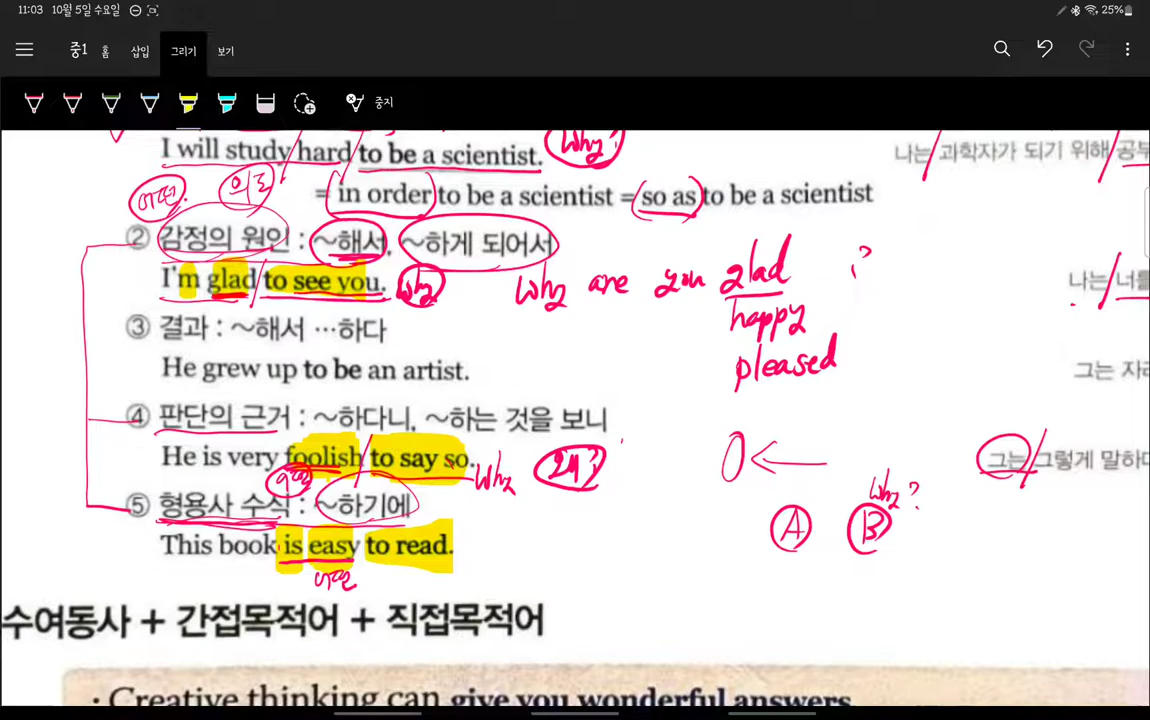 11:03 10월 5일 수요일 25%
중1 홈 삽입 그리기 보기
중지
I will study hard to be a scientist. Why? 나는 과학자가 되기 위해 공부
의도
= in order to be a scientist = so as to be a scientist
② 감정의 원인 : ~해서, ~하게 되어서
I'm glad to see you. Why Why are you glad ? 나는 너를
happy
③ 결과 : ~해서 …하다
pleased
He grew up to be an artist. 그는 자라
④ 판단의 근거 : ~하다니, ~하는 것을 보니
He is very foolish to say so. Why 그는 그렇게 말하다
Why?
⑤ 형용사 수식 : ~하기에 A B
This book is easy to read.
수여동사 + 간접목적어 + 직접목적어
· Creative thinking can give you wonderful answers.